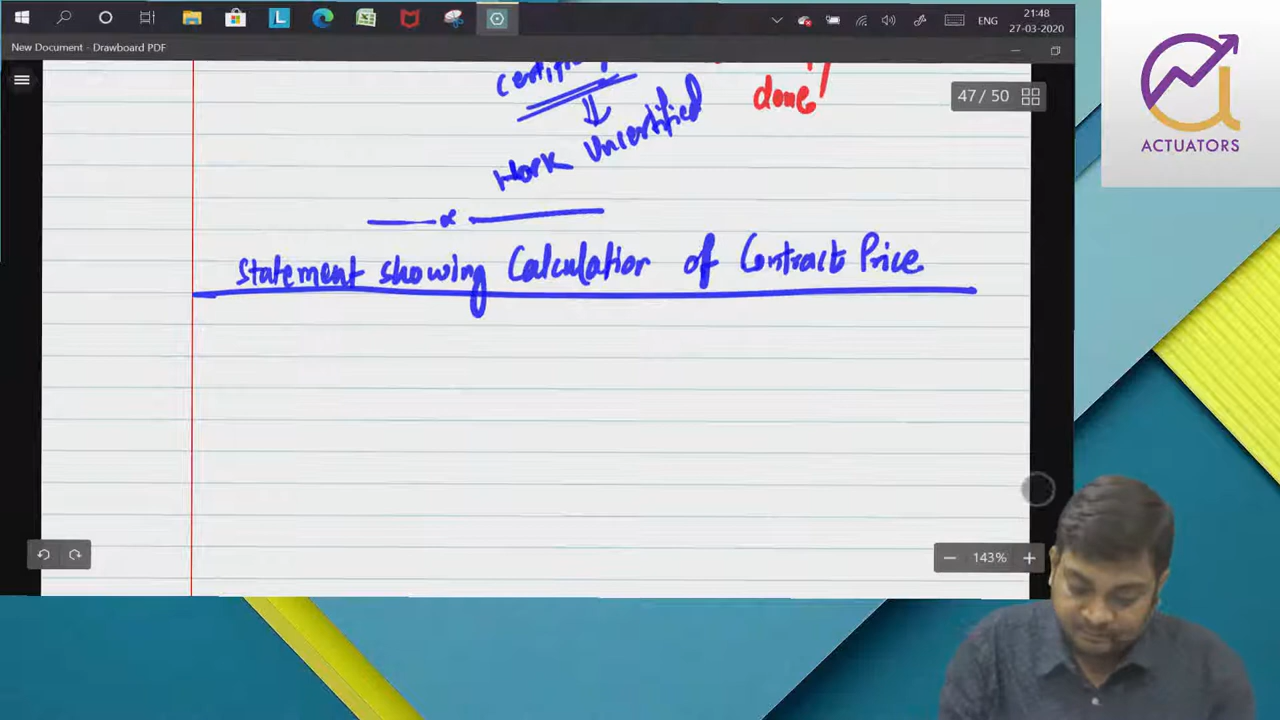 21:48
ENG
27-03-2020
New Document - Drawboard PDF
47 / 50
done!
Work Uncertified
ACTUATORS
Statement showing Calculation of Contract Price
143%